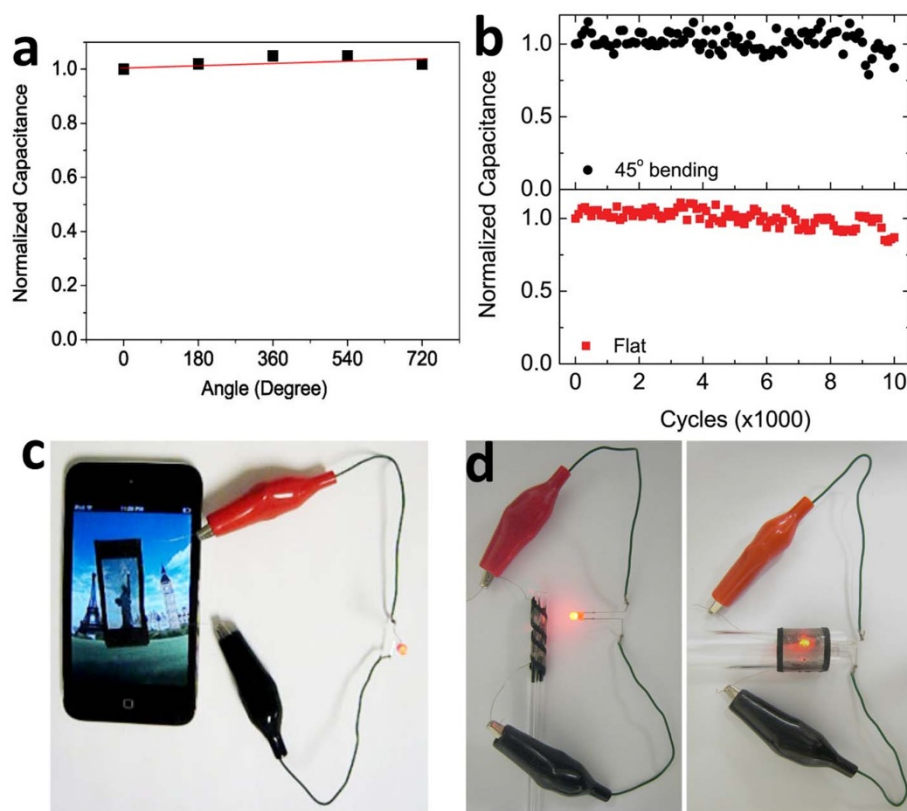 a
Normalized Capacitance
1.0
0.8
0.6
0.4
0.2
0.0
0 180 360 540 720
Angle (Degree)
b
Normalized Capacitance
1.0
0.5
0.0
45° bending
1.0
0.5
0.0
Flat
0 2 4 6 8 10
Cycles (x1000)
c
d